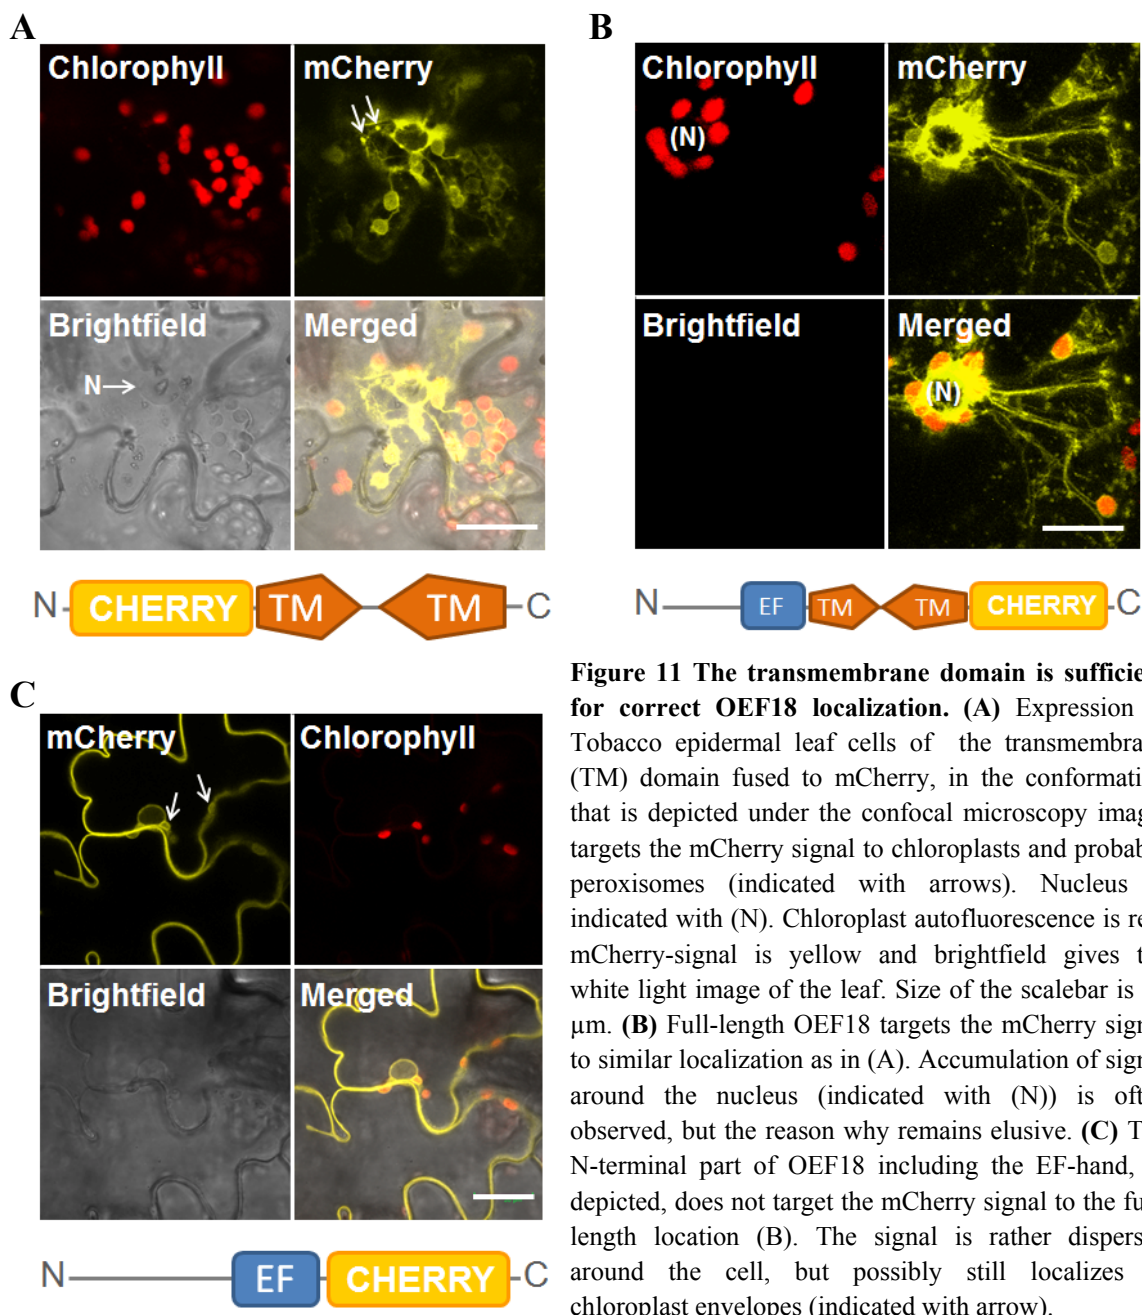 A
Chlorophyll
mCherry
Brightfield
N
Merged
N
CHERRY
TM
TM
C
B
Chlorophyll
(N)
mCherry
Brightfield
Merged
(N)
N
EF
TM
TM
CHERRY
C
C
mCherry
Chlorophyll
Brightfield
Merged
N
EF
CHERRY
C
Figure 11 The transmembrane domain is sufficie
for correct OEF18 localization. (A) Expression
Tobacco epidermal leaf cells of the transmembra
(TM) domain fused to mCherry, in the conformati
that is depicted under the confocal microscopy imag
targets the mCherry signal to chloroplasts and probab
peroxisomes (indicated with arrows). Nucleus
indicated with (N). Chloroplast autofluorescence is re
mCherry-signal is yellow and brightfield gives t
white light image of the leaf. Size of the scalebar is
µm. (B) Full-length OEF18 targets the mCherry sign
to similar localization as in (A). Accumulation of sign
around the nucleus (indicated with (N)) is oft
observed, but the reason why remains elusive. (C) T
N-terminal part of OEF18 including the EF-hand,
depicted, does not target the mCherry signal to the fu
length location (B). The signal is rather dispers
around the cell, but possibly still localizes
chloroplast envelopes (indicated with arrow).